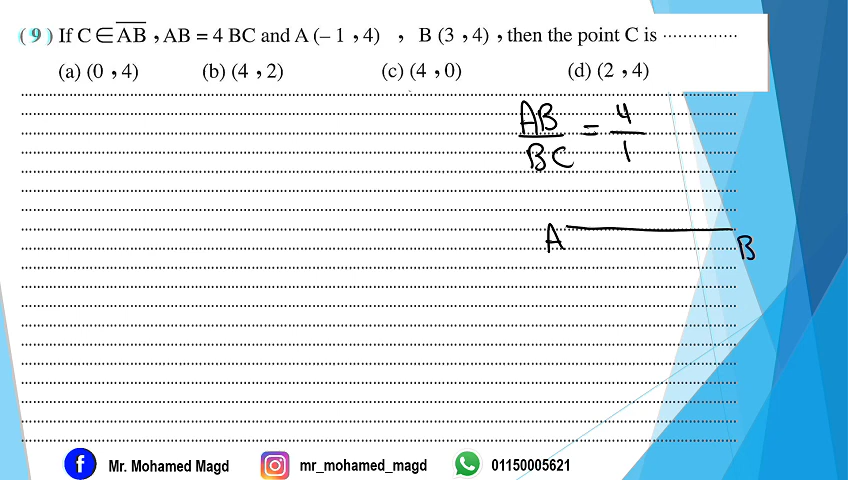 ( 9 ) If C ∈ A̅B̅ , AB = 4 BC and A (– 1 , 4) , B (3 , 4) , then the point C is ...............
(a) (0 , 4) (b) (4 , 2) (c) (4 , 0) (d) (2 , 4)
AB = 4
BC 1
A
B
Mr. Mohamed Magd mr_mohamed_magd 01150005621